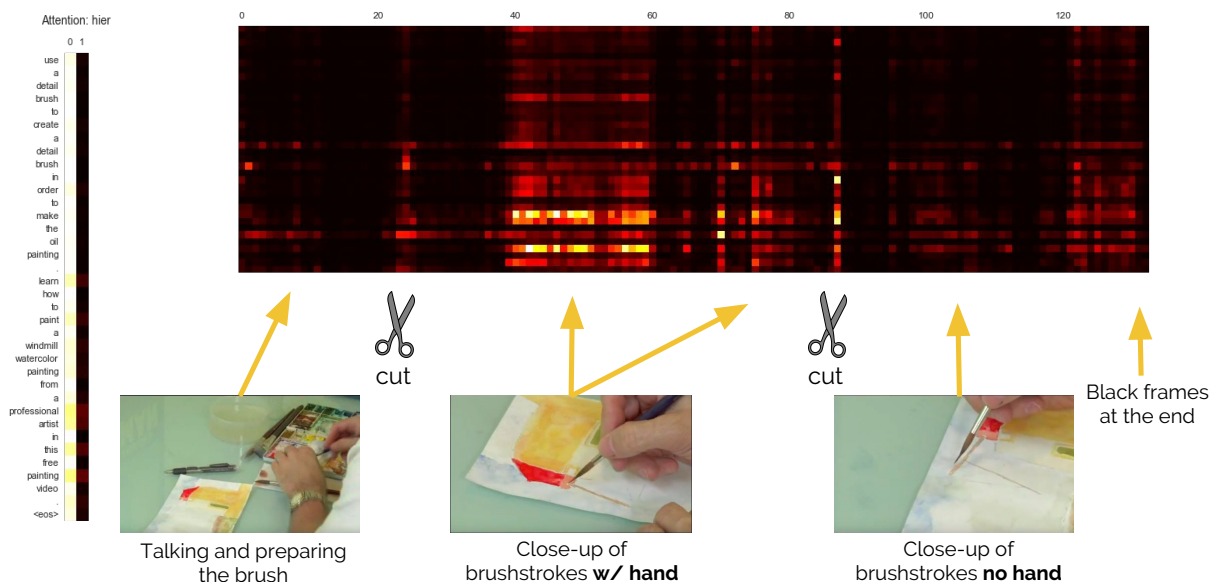 Attention: hier
0 1
use
a
detail
brush
to
create
a
detail
brush
in
order
to
make
the
oil
painting
.
learn
how
to
paint
a
windmill
watercolor
painting
from
a
professional
artist
in
this
free
painting
video
.
<eos>
0 20 40 60 80 100 120
cut
cut
Talking and preparing
the brush
Close-up of
brushstrokes w/ hand
Close-up of
brushstrokes no hand
Black frames
at the end